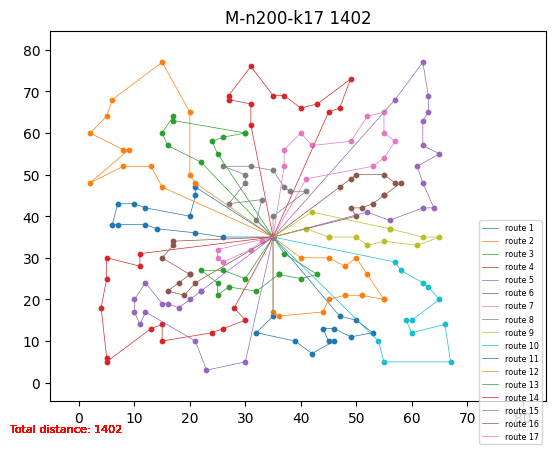 M-n200-k17 1402
80
70
60
50
40
30
20
10
0
route 1
route 2
route 3
route 4
route 5
route 6
route 7
route 8
route 9
route 10
route 11
route 12
route 13
route 14
route 15
route 16
route 17
0 10 20 30 40 50 60 70 80
Total distance: 1402